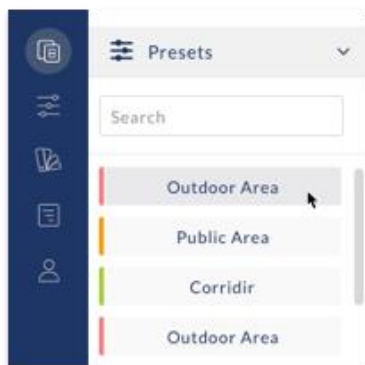 Presets
Search
Outdoor Area
Public Area
Corridir
Outdoor Area